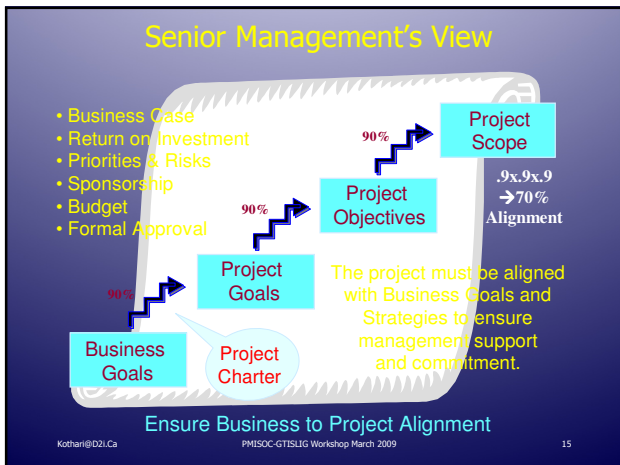 Senior Management's View
• Business Case
• Return on Investment
• Priorities & Risks
• Sponsorship
• Budget
• Formal Approval
90%
Project
Scope
.9x.9x.9
➔70%
Alignment
90%
Project
Objectives
90%
Project
Goals
The project must be aligned
with Business Goals and
Strategies to ensure
management support
and commitment.
Business
Goals
Project
Charter
Ensure Business to Project Alignment
Kothari@D2i.Ca
PMISOC-GTISLIG Workshop March 2009
15